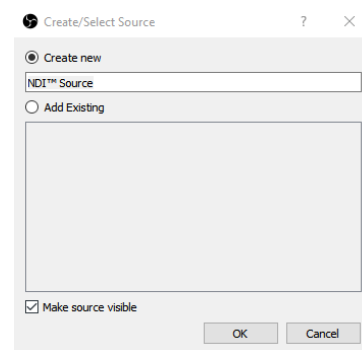 Create/Select Source ?
Create new
NDI™ Source
Add Existing
Make source visible
OK Cancel